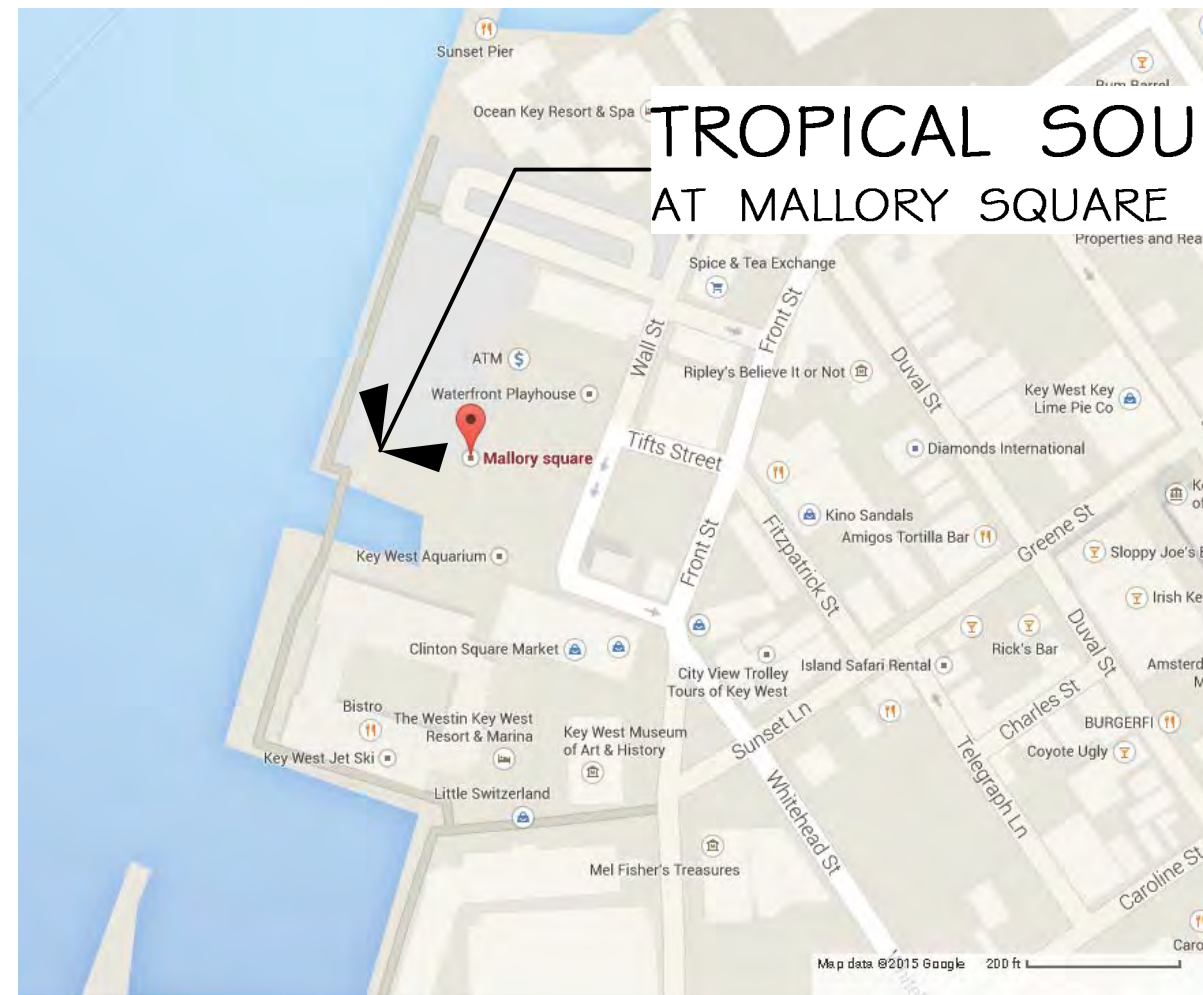 Sunset Pier
Rum Barrel
Ocean Key Resort & Spa
TROPICAL SOU
AT MALLORY SQUARE
Properties and Rea
Spice & Tea Exchange
Front St
Wall St
ATM
Ripley's Believe It or Not
Duval St
Waterfront Playhouse
Key West Key
Lime Pie Co
Mallory square
Tifts Street
Diamonds International
Kino Sandals
Amigos Tortilla Bar
Greene St
Key West Aquarium
Front St
Fitzpatrick St
Sloppy Joe's
Irish Ke
Clinton Square Market
City View Trolley
Tours of Key West
Island Safari Rental
Rick's Bar
Duval St
Amsterd
Charles St
Bistro
The Westin Key West
Resort & Marina
Key West Museum
of Art & History
Sunset Ln
BURGERFI
Coyote Ugly
Key West Jet Ski
Telegraph Ln
Little Switzerland
Whitehead St
Mel Fisher's Treasures
Caroline St
Caro
Map data ©2015 Google 200 ft